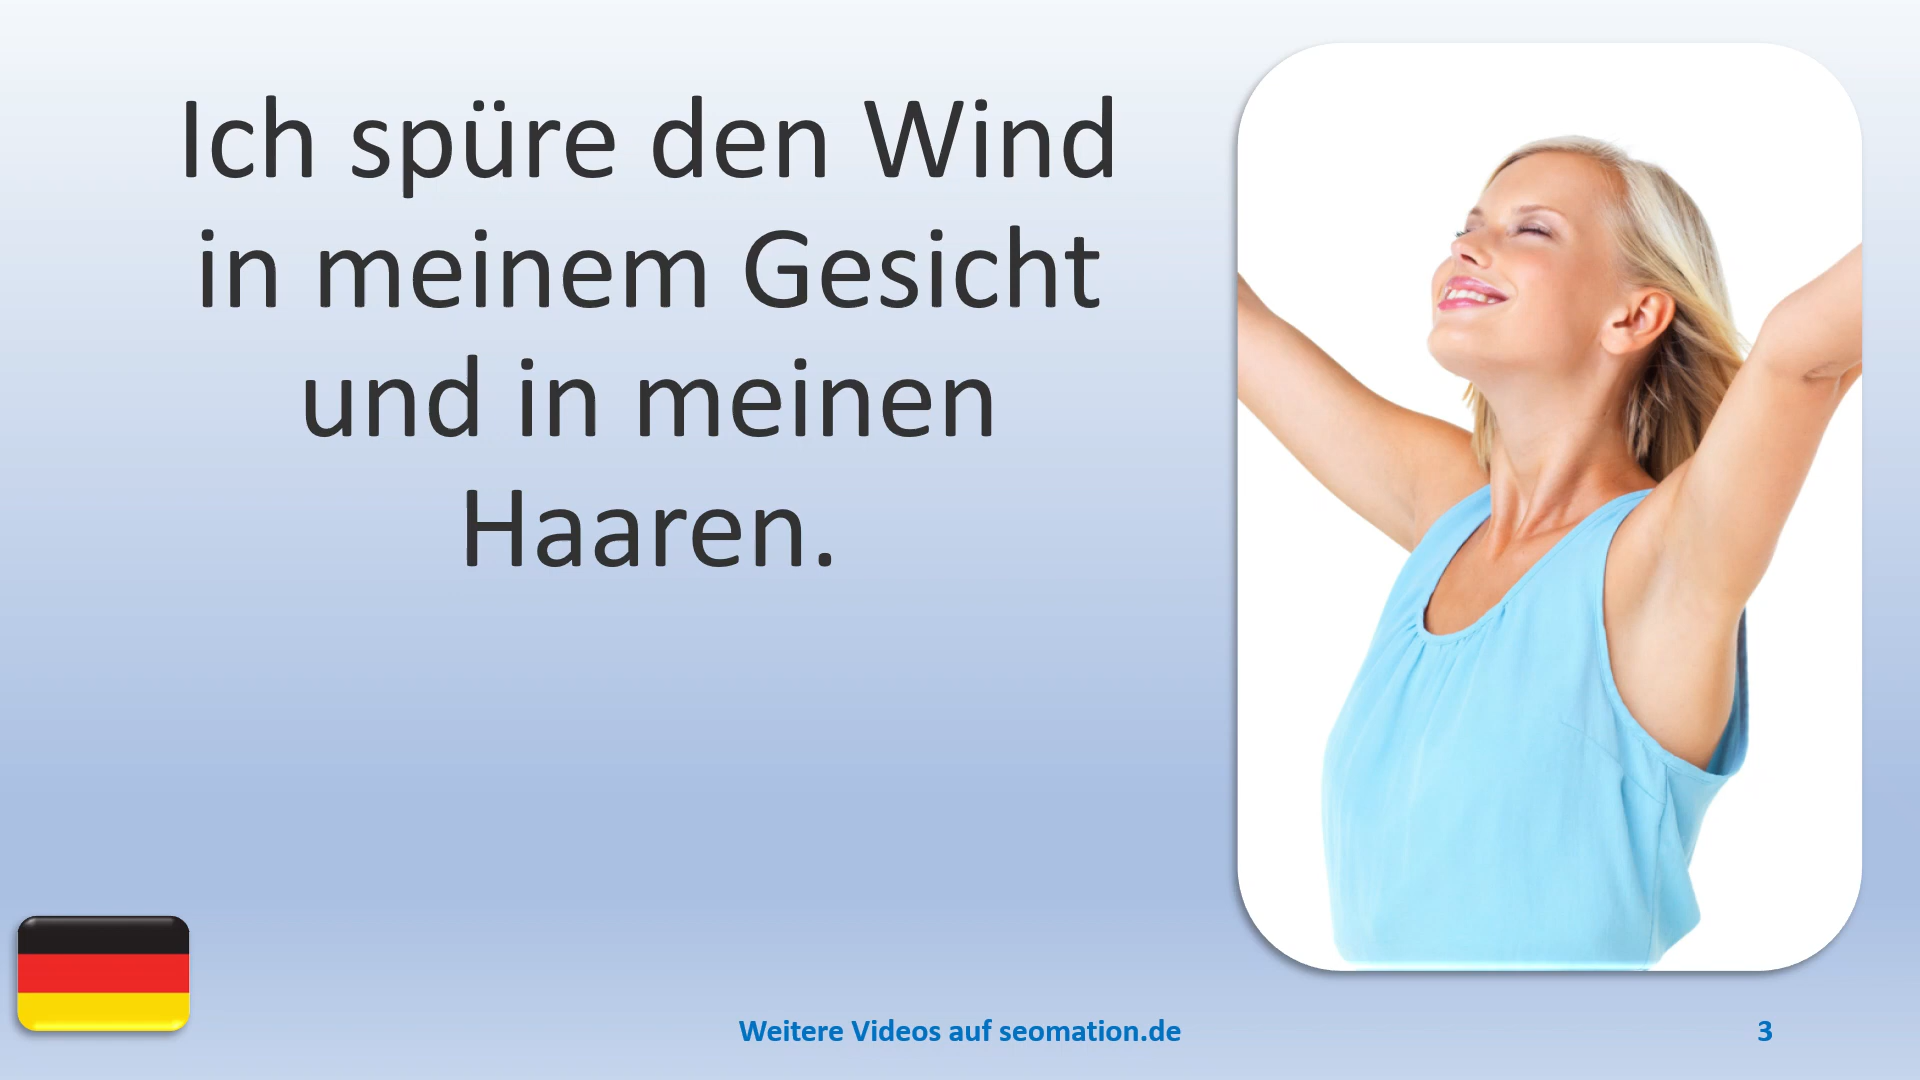 Ich spüre den Wind
in meinem Gesicht
und in meinen
Haaren.
Weitere Videos auf seomation.de
3